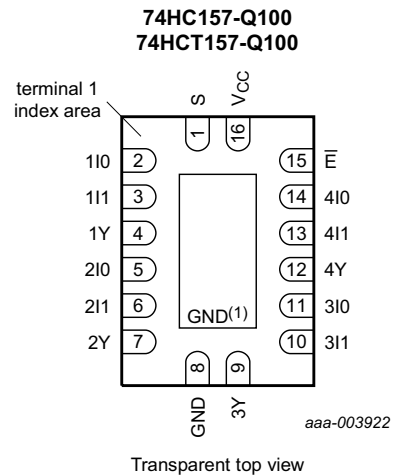 74HC157-Q100
74HCT157-Q100
terminal 1
index area
S
VCC
1
16
1I0 2
15 E̅
1I1 3
14 4I0
1Y 4
13 4I1
2I0 5
12 4Y
2I1 6
11 3I0
2Y 7
10 3I1
GND(1)
8
9
GND
3Y
aaa-003922
Transparent top view